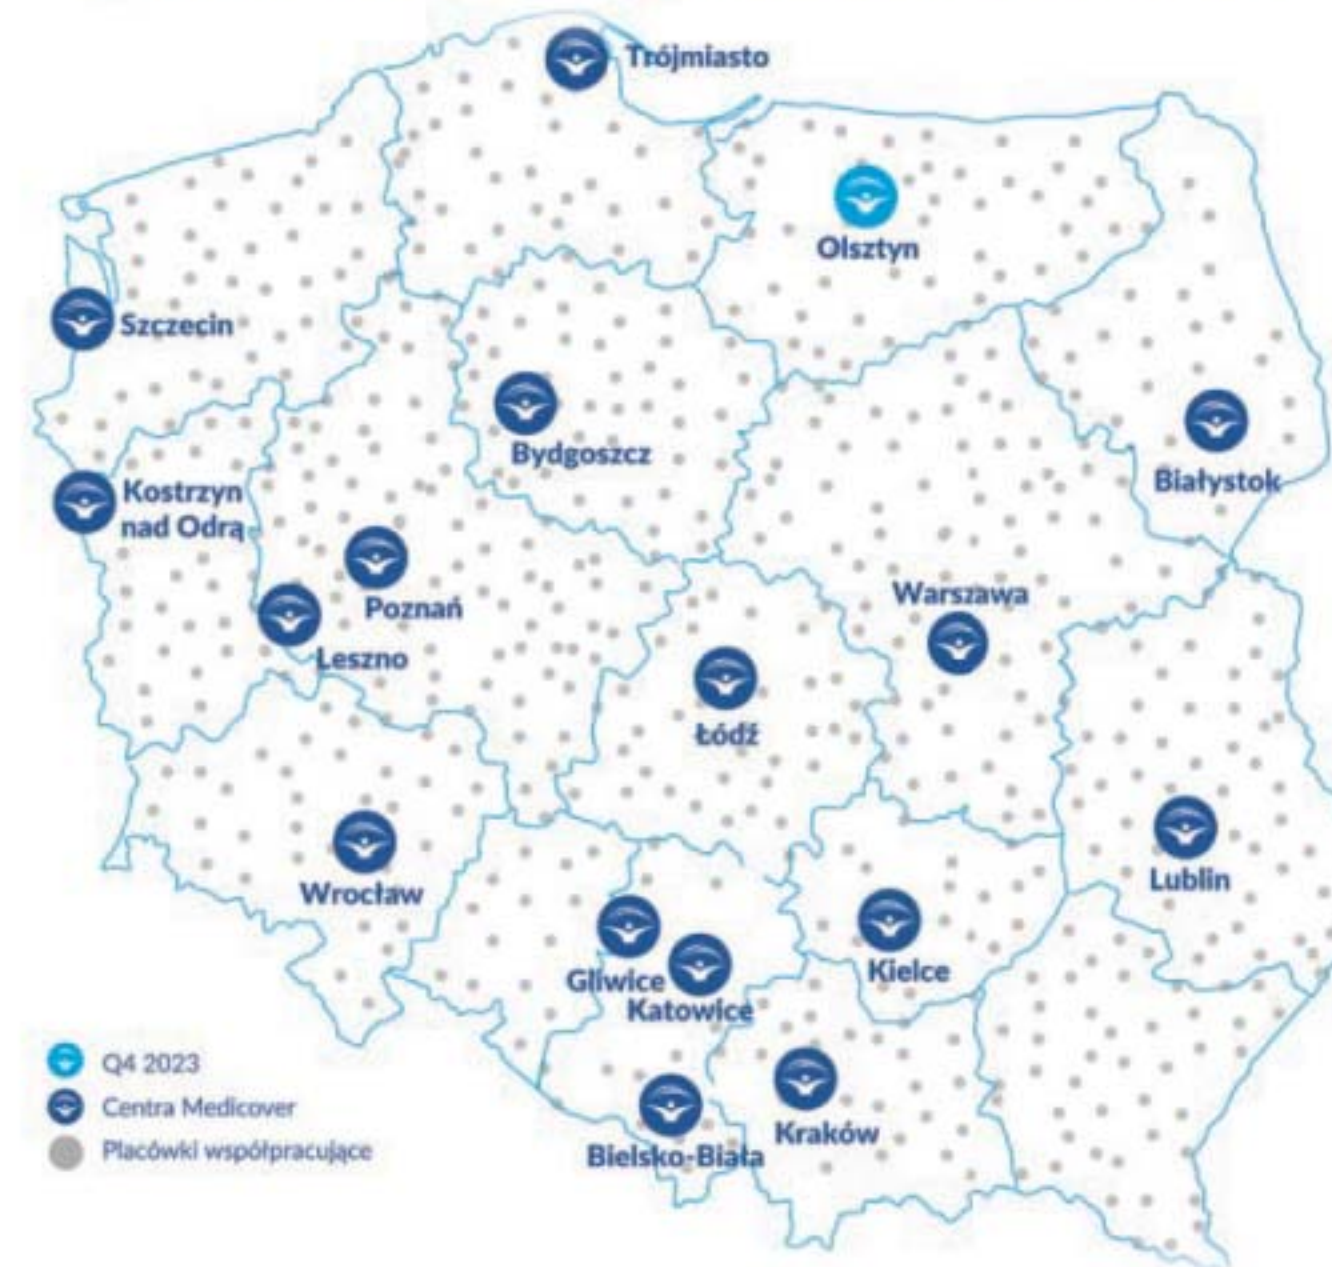 Trójmiasto
Olsztyn
Szczecin
Bydgoszcz
Białystok
Kostrzyn
nad Odrą
Warszawa
Poznań
Leszno
Łódź
Wrocław
Lublin
Gliwice
Katowice
Kielce
Bielsko-Biała
Kraków
Q4 2023
Centra Medicover
Placówki współpracujące